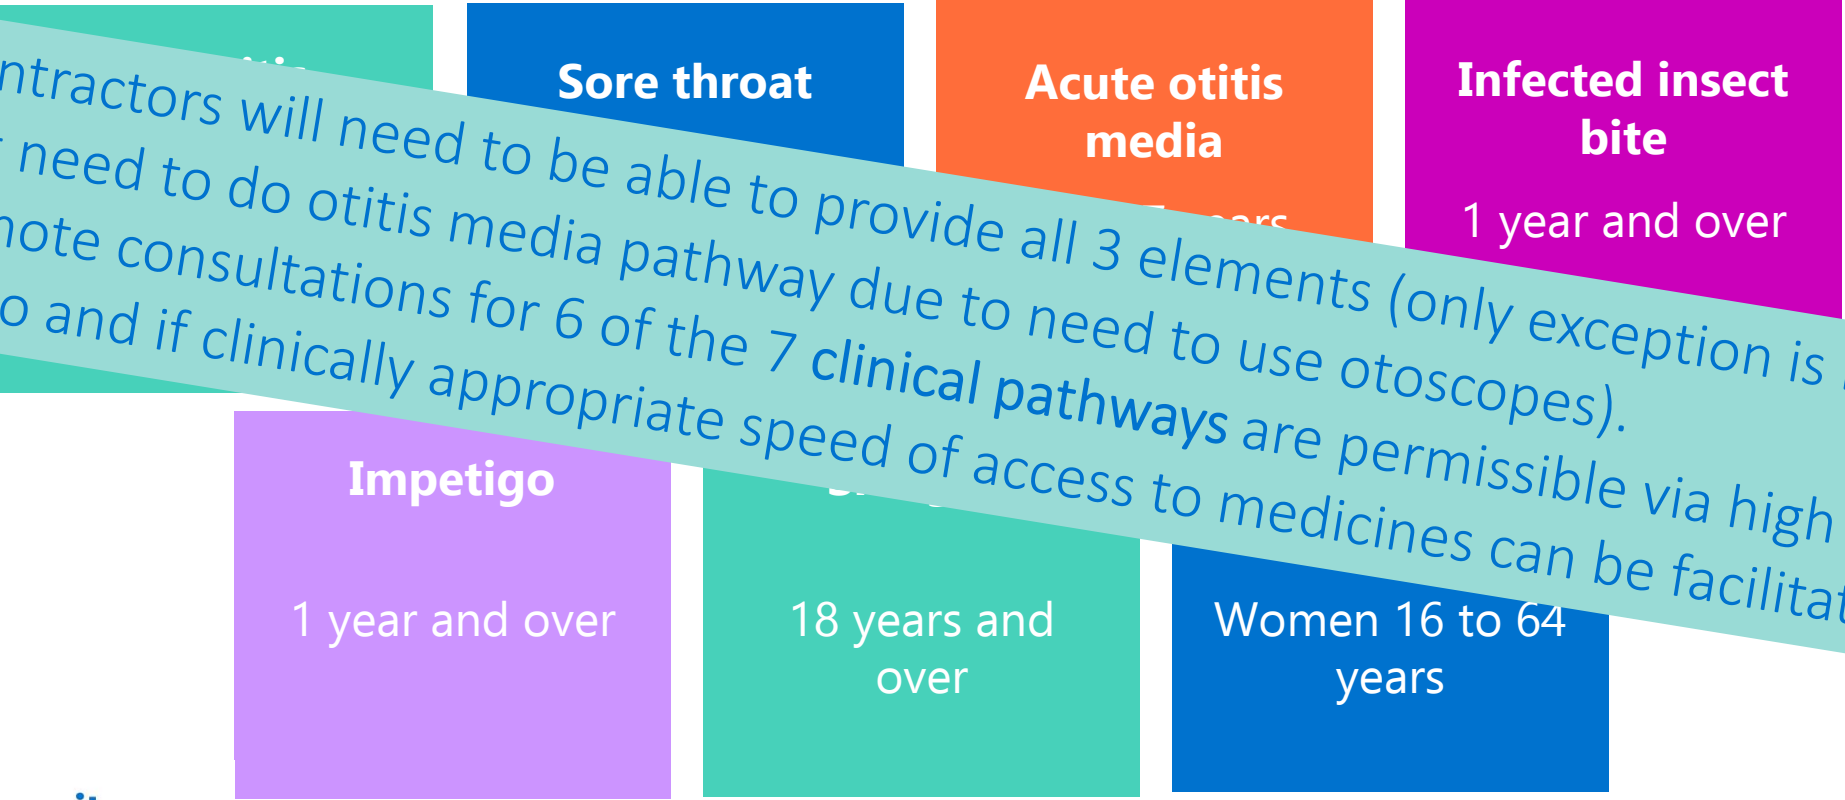 Sore throat
Acute otitis
media
Infected insect
bite
1 year and over
will need to be able to provide all 3 elements (only exception is
need to do otitis media pathway due to need to use otoscopes).
consultations for 6 of the 7 clinical pathways are permissible via high
and if clinically appropriate speed of access to medicines can be
Impetigo
1 year and over
18 years and
over
Women 16 to 64
years